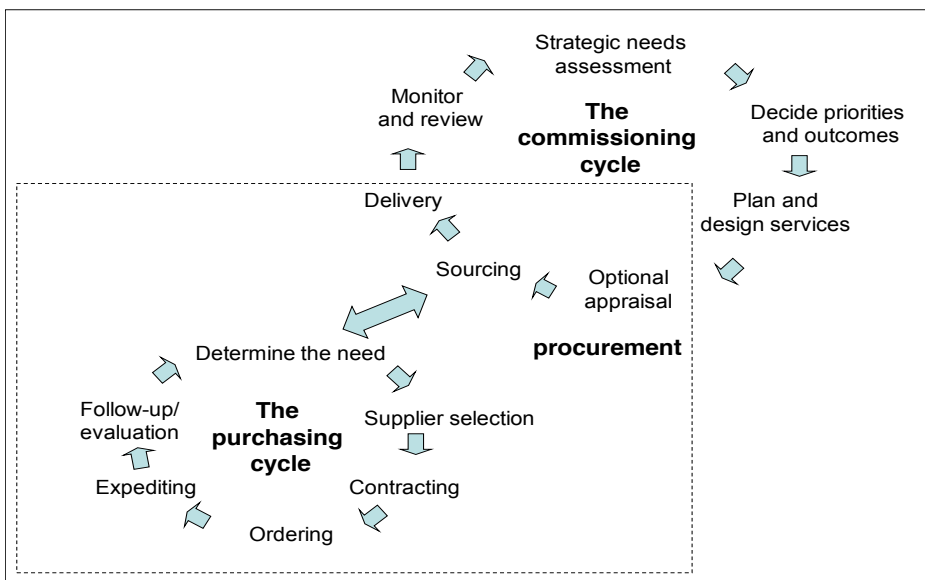 Strategic needs
assessment
Monitor
and review
The
commissioning
cycle
Decide priorities
and outcomes
Delivery
Plan and
design services
Sourcing
Optional
appraisal
procurement
Determine the need
Follow-up/
evaluation
The
purchasing
cycle
Supplier selection
Expediting
Contracting
Ordering